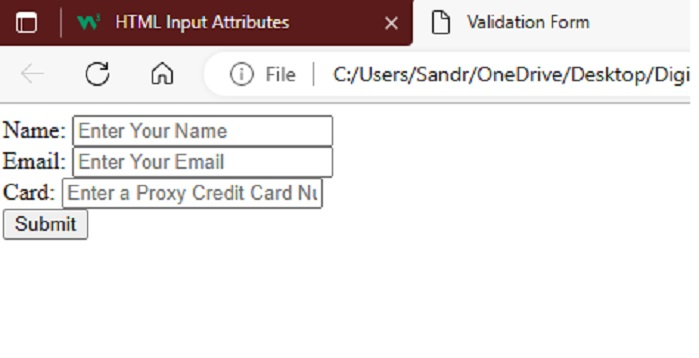 HTML Input Attributes
Validation Form
File C:/Users/Sandr/OneDrive/Desktop/Digi
Name: Enter Your Name
Email: Enter Your Email
Card: Enter a Proxy Credit Card Nu
Submit